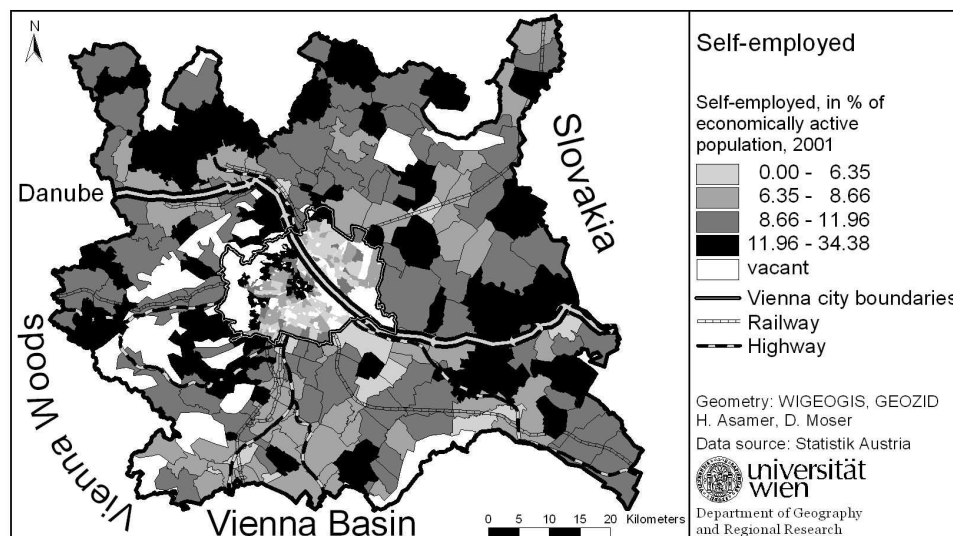 N
Danube
Slovakia
Vienna Woods
Vienna Basin
0 5 10 15 20 Kilometers
Self-employed
Self-employed, in % of
economically active
population, 2001
0.00 - 6.35
6.35 - 8.66
8.66 - 11.96
11.96 - 34.38
vacant
Vienna city boundaries
Railway
Highway
Geometry: WIGEOGIS, GEOZID
H. Asamer, D. Moser
Data source: Statistik Austria
universität
wien
Department of Geography
and Regional Research